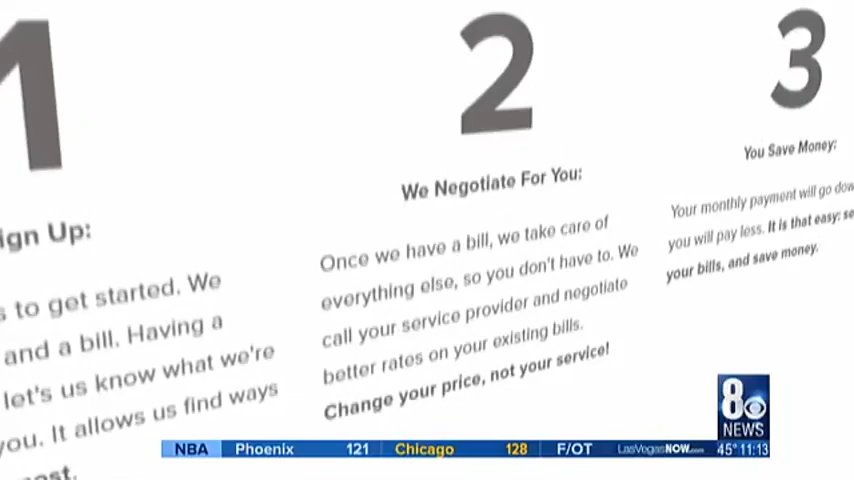 1
ign Up:
to get started. We
and a bill. Having a
let's us know what we're
you. It allows us find ways
2
We Negotiate For You:
Once we have a bill, we take care of
everything else, so you don't have to. We
call your service provider and negotiate
better rates on your existing bills.
Change your price, not your service!
3
You Save Money:
Your monthly payment will go dow
you will pay less. It is that easy: se
your bills, and save money.
8
NEWS
NBA Phoenix 121 Chicago 128 F/OT LasVegasNOW.com 45° 11:13